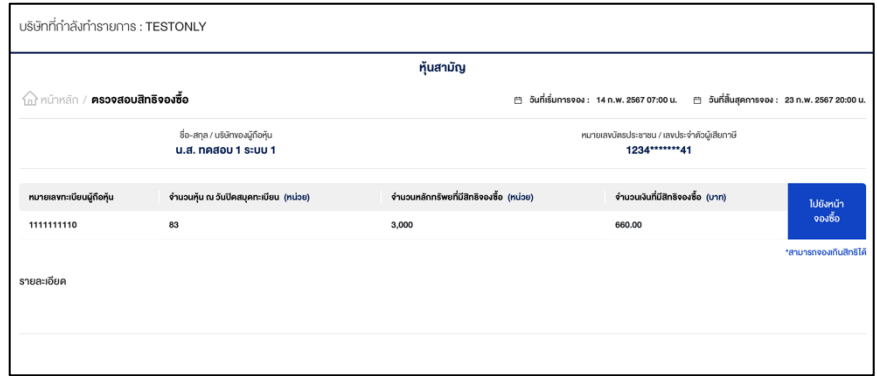 บริษัทที่กำลังทำรายการ : TESTONLY
หุ้นสามัญ
หน้าหลัก / ตรวจสอบสิทธิจองซื้อ
วันที่เริ่มการจอง : 14 ก.พ. 2567 07:00 น. วันที่สิ้นสุดการจอง : 23 ก.พ. 2567 20:00 น.
ชื่อ-สกุล / บริษัทของผู้ถือหุ้น หมายเลขบัตรประชาชน / เลขประจำตัวผู้เสียภาษี
น.ส. ทดสอบ 1 ระบบ 1 1234*******41
หมายเลขทะเบียนผู้ถือหุ้น จำนวนหุ้น ณ วันปิดสมุดทะเบียน (หน่วย) จำนวนหลักทรัพย์ที่มีสิทธิจองซื้อ (หน่วย) จำนวนเงินที่มีสิทธิจองซื้อ (บาท)
ไปยังหน้า
จองซื้อ
1111111110 83 3,000 660.00
*สามารถจองเกินสิทธิได้
รายละเอียด